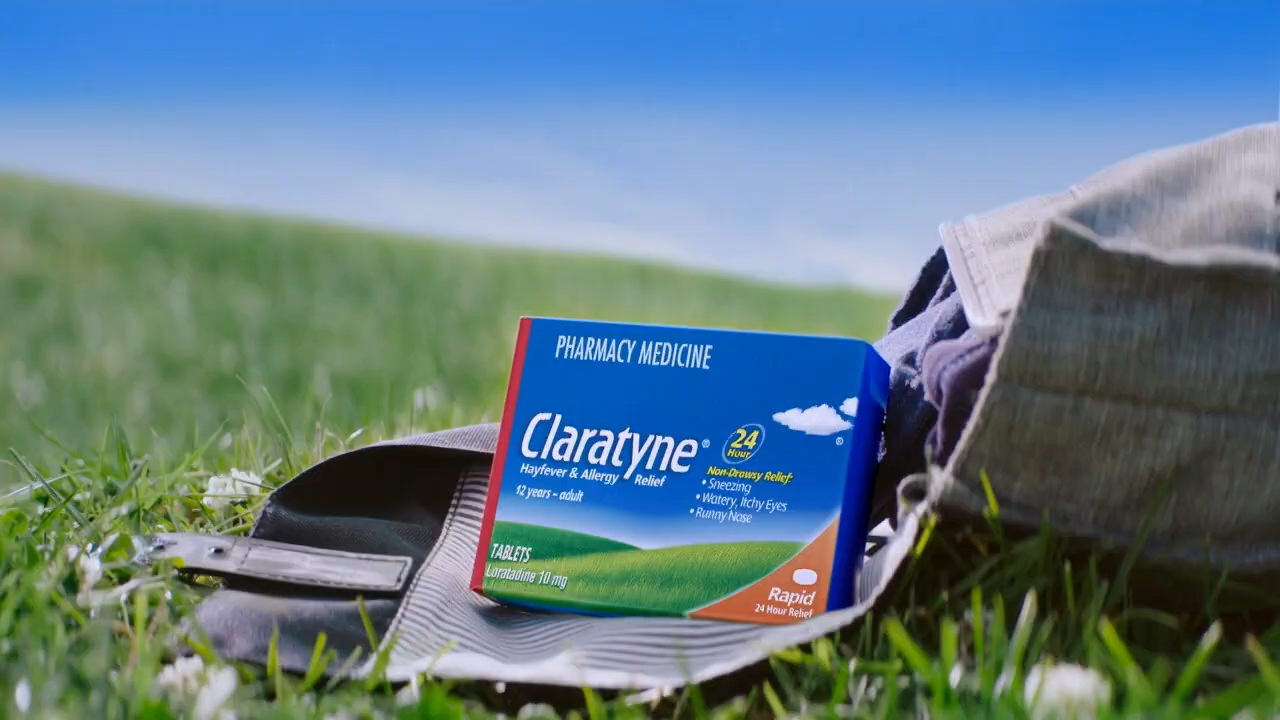 PHARMACY MEDICINE
Claratyne®
Hayfever & Allergy Relief
12 years - adult
24
Hour
®
Non-Drowsy Relief:
• Sneezing
• Watery, Itchy Eyes
• Runny Nose
TABLETS
Loratadine 10 mg
Rapid
24 Hour Relief